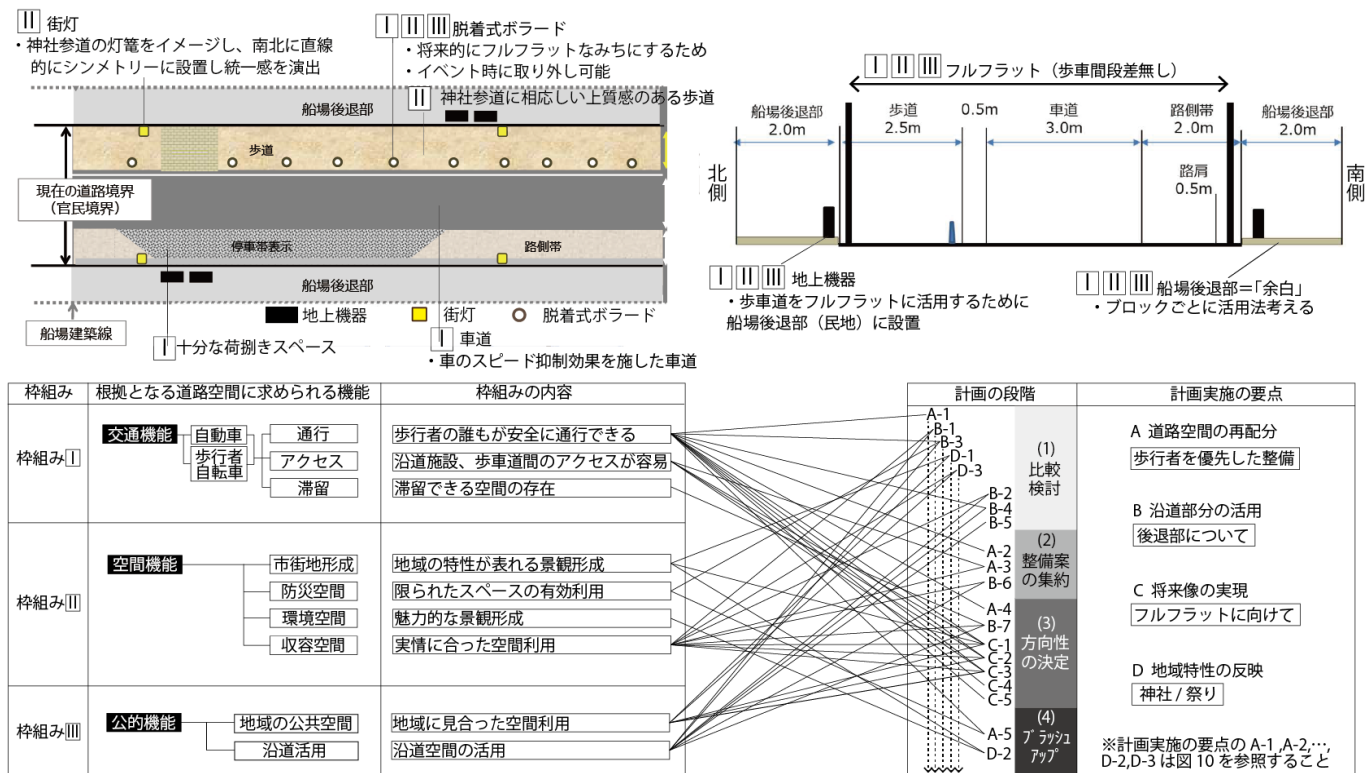 Ⅱ 街灯
・神社参道の灯篭をイメージし、南北に直線
的にシンメトリーに設置し統一感を演出
Ⅰ Ⅱ Ⅲ 脱着式ボラード
・将来的にフルフラットなみちにするため
・イベント時に取り外し可能
Ⅱ 神社参道に相応しい上質感のある歩道
船場後退部
歩道
現在の道路境界
(官民境界)
停車帯表示
路側帯
船場後退部
地上機器
街灯
脱着式ボラード
船場建築線
Ⅰ 十分な荷捌きスペース
Ⅰ 車道
・車のスピード抑制効果を施した車道
Ⅰ Ⅱ Ⅲ フルフラット(歩車間段差無し)
船場後退部
2.0m
歩道
2.5m
0.5m
車道
3.0m
路側帯
2.0m
船場後退部
2.0m
路肩
0.5m
北側
南側
Ⅰ Ⅱ Ⅲ 地上機器
・歩車道をフルフラットに活用するために
船場後退部(民地)に設置
Ⅰ Ⅱ Ⅲ 船場後退部=「余白」
・ブロックごとに活用法考える
枠組み
根拠となる道路空間に求められる機能
枠組みの内容
枠組みⅠ
交通機能
自動車
歩行者
自転車
通行
アクセス
滞留
歩行者の誰もが安全に通行できる
沿道施設、歩車道間のアクセスが容易
滞留できる空間の存在
枠組みⅡ
空間機能
市街地形成
防災空間
環境空間
収容空間
地域の特性が表れる景観形成
限られたスペースの有効利用
魅力的な景観形成
実情に合った空間利用
枠組みⅢ
公的機能
地域の公共空間
沿道活用
地域に見合った空間利用
沿道空間の活用
計画の段階
計画実施の要点
A-1
B-1
B-3
D-1
D-3
B-2
B-4
B-5
(1)
比較
検討
A-2
A-3
B-6
(2)
整備案
の集約
A-4
B-7
C-1
C-2
C-3
C-4
C-5
(3)
方向性
の決定
A-5
D-2
(4)
ブラッシュ
アップ
A 道路空間の再配分
歩行者を優先した整備
B 沿道部分の活用
後退部について
C 将来像の実現
フルフラットに向けて
D 地域特性の反映
神社/祭り
※計画実施の要点の A-1 ,A-2,…,
D-2,D-3 は図 10 を参照すること